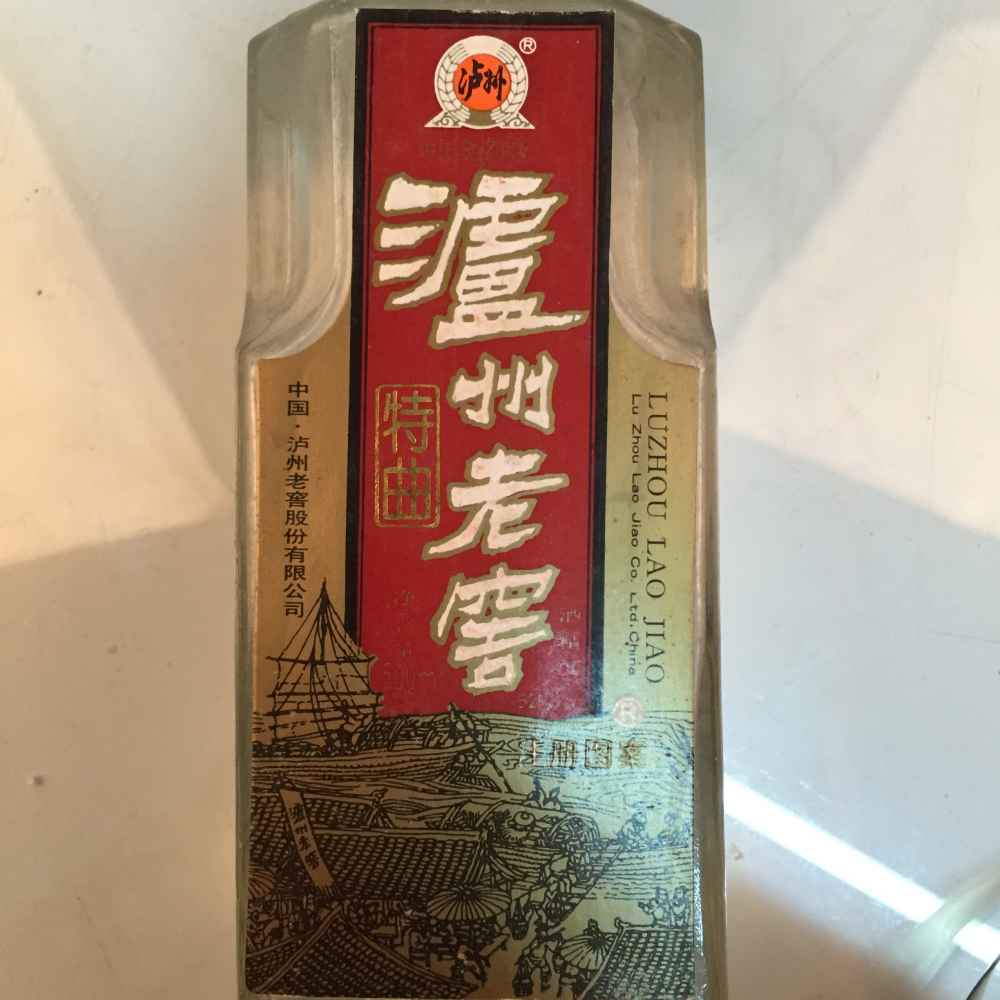 泸州
®
瀘州老窖
特曲
中国·泸州老窖股份有限公司
LUZHOU LAO JIAO
Lu Zhou Lao Jiao Co. Ltd. China
®
注册图案